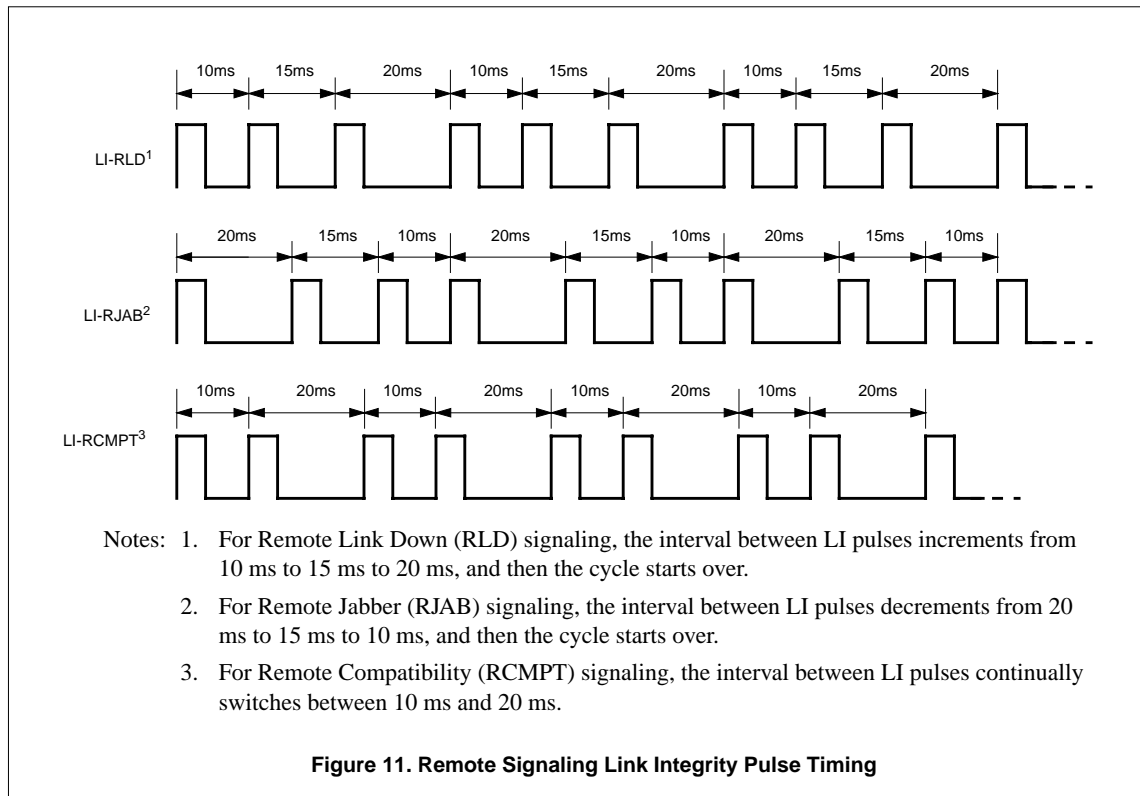 10ms 15ms 20ms 10ms 15ms 20ms 10ms 15ms 20ms
LI-RLD1
20ms 15ms 10ms 20ms 15ms 10ms 20ms 15ms 10ms
LI-RJAB2
10ms 20ms 10ms 20ms 10ms 20ms 10ms 20ms
LI-RCMPT3
Notes: 1. For Remote Link Down (RLD) signaling, the interval between LI pulses increments from
10 ms to 15 ms to 20 ms, and then the cycle starts over.
2. For Remote Jabber (RJAB) signaling, the interval between LI pulses decrements from 20
ms to 15 ms to 10 ms, and then the cycle starts over.
3. For Remote Compatibility (RCMPT) signaling, the interval between LI pulses continually
switches between 10 ms and 20 ms.
Figure 11. Remote Signaling Link Integrity Pulse Timing